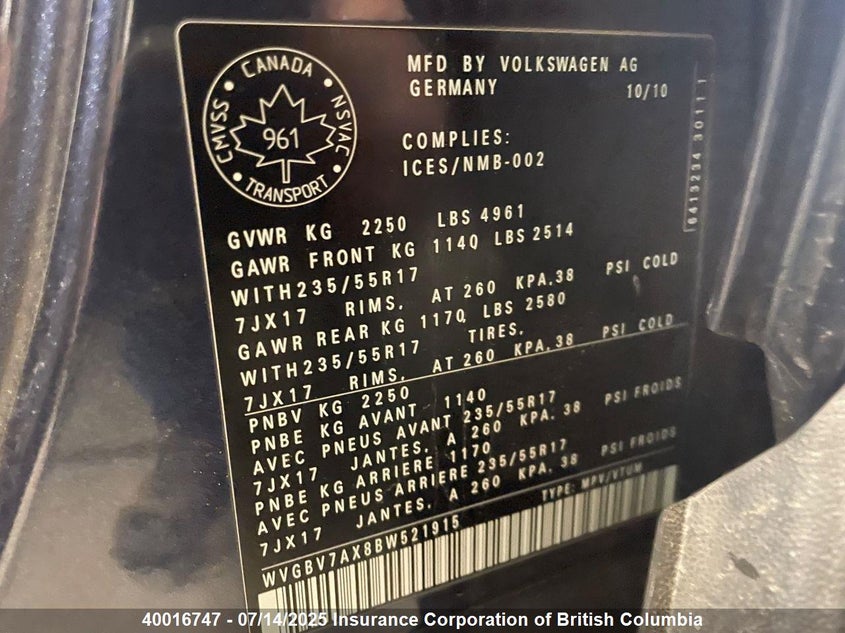 CANADA
CMVSS
NSVAC
961
TRANSPORT
MFD BY VOLKSWAGEN AG
GERMANY 10/10
COMPLIES:
ICES/NMB-002
6413234 3011 1
GVWR KG 2250 LBS 4961
GAWR FRONT KG 1140 LBS 2514
WITH235/55R17
7JX17 RIMS, AT 260 KPA.38 PSI COLD
GAWR REAR KG 1170 LBS 2580
WITH235/55R17 TIRES,
7JX17 RIMS, AT 260 KPA.38 PSI COLD
PNBV KG 2250
PNBE KG AVANT 1140
AVEC PNEUS AVANT 235/55R17
7JX17 JANTES, A 260 KPA. 38 PSI FROIDS
PNBE KG ARRIERE 1170
AVEC PNEUS ARRIERE 235/55R17
7JX17 JANTES, A 260 KPA. 38 PSI FROIDS
WVGBV7AX8BW521915 TYPE: MPV/VTUM
40016747 - 07/14/2025 Insurance Corporation of British Columbia